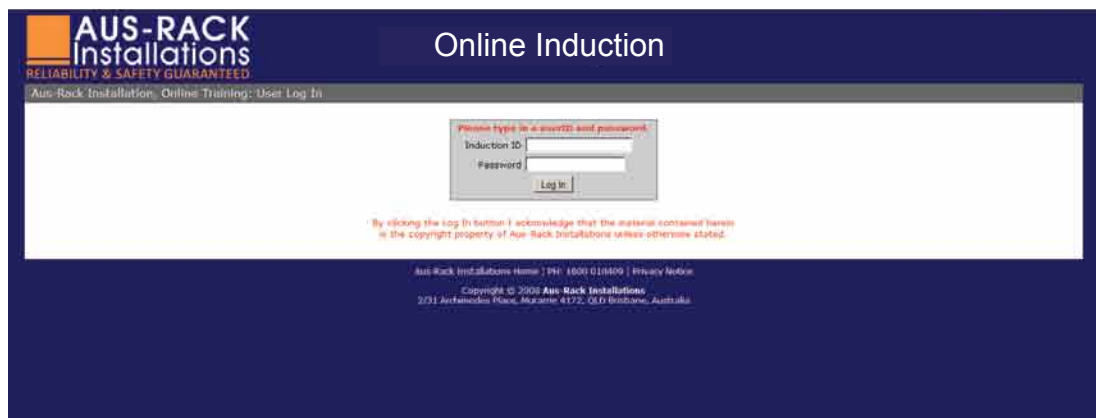 AUS-RACK
Installations
RELIABILITY & SAFETY GUARANTEED
Online Induction
Aus-Rack Installation, Online Training: User Log In
Please type in a userID and password.
Induction ID
Password
Log In
By clicking the Log In button I acknowledge that the material contained herein
is the copyright property of Aus-Rack Installations unless otherwise stated.
Aus-Rack Installations Home | PH: 1800 010409 | Privacy Notice
Copyright © 2008 Aus-Rack Installations
2/31 Archimedes Place, Murarrie 4172, QLD Brisbane, Australia